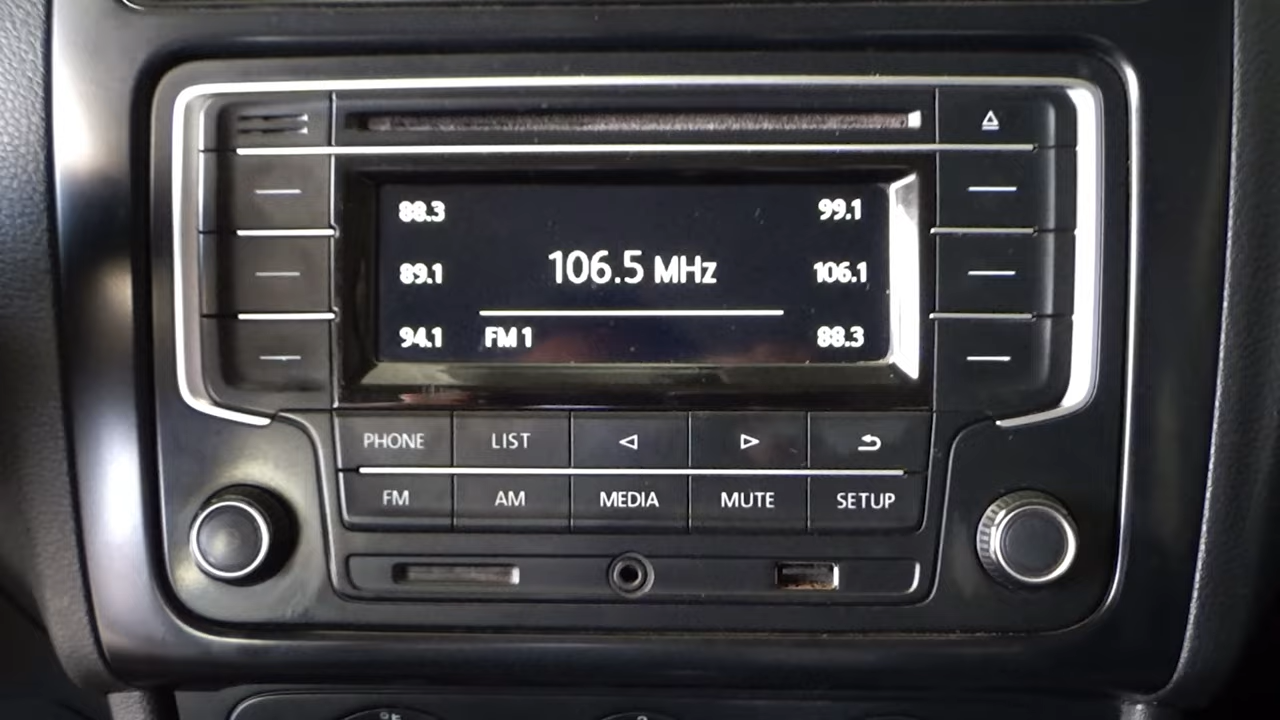 88.3 99.1
106.5 MHz
89.1 106.1
94.1 FM 1 88.3
PHONE LIST
FM AM MEDIA MUTE SETUP